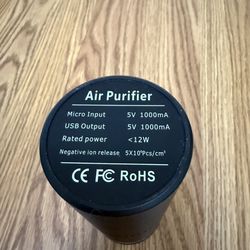 Air Purifier
Micro Input 5V 1000mA
USB Output 5V 1000mA
Rated power <12W
Negative ion release 5X10⁶Pcs/cm³
CE FC RoHS